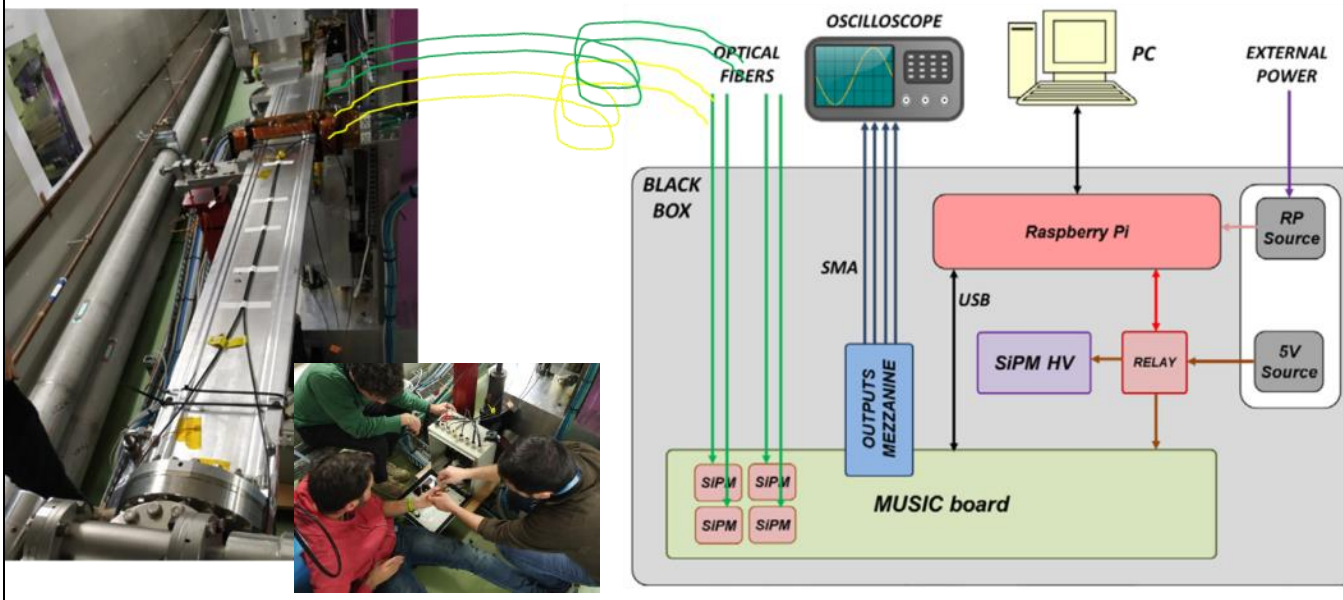 OSCILLOSCOPE
OPTICAL
FIBERS
PC
EXTERNAL
POWER
BLACK
BOX
Raspberry Pi
RP
Source
SMA
USB
SiPM HV
RELAY
5V
Source
OUTPUTS
MEZZANINE
SiPM
SiPM
SiPM
SiPM
MUSIC board